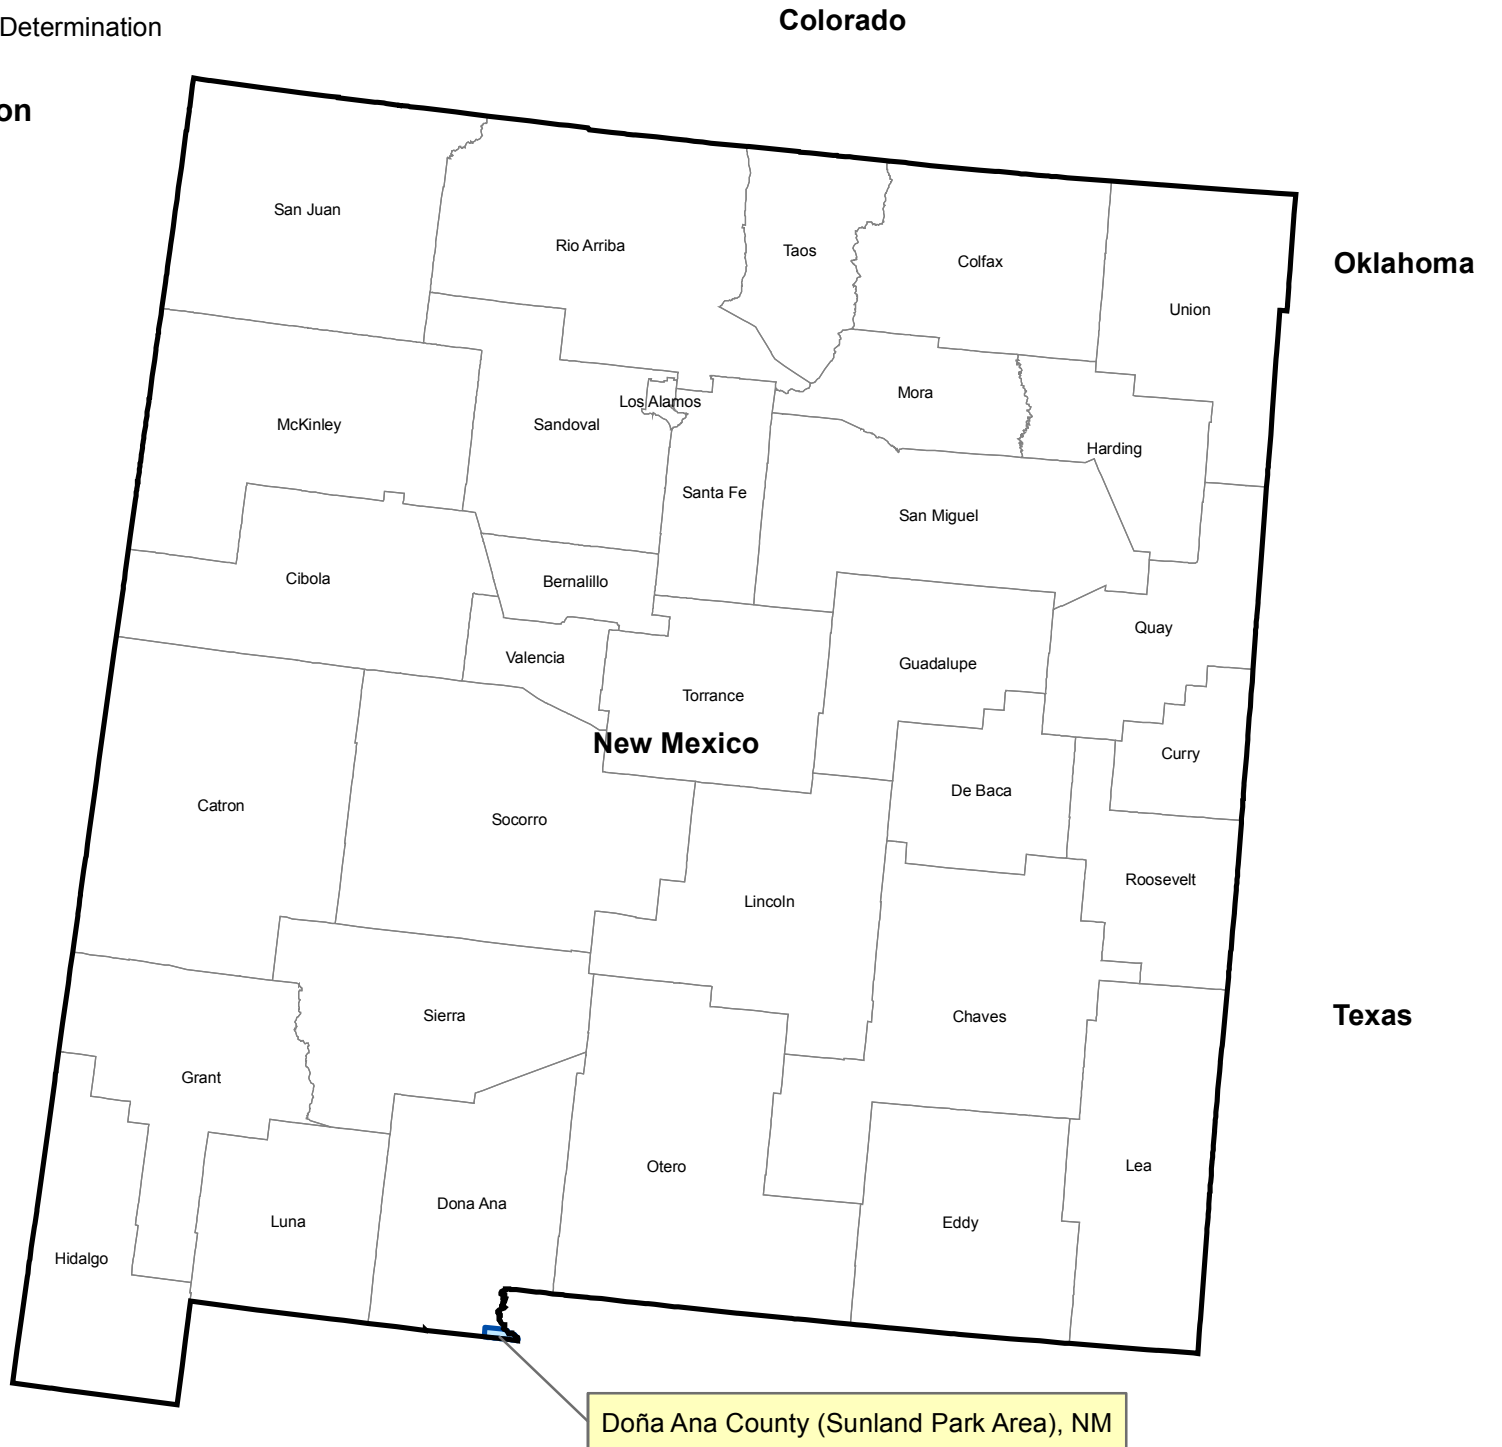 Determination
Colorado
on
San Juan
Rio Arriba
Taos
Colfax
Oklahoma
Union
Mora
Los Alamos
McKinley
Sandoval
Harding
Santa Fe
San Miguel
Cibola
Bernalillo
Quay
Valencia
Guadalupe
Torrance
New Mexico
Curry
De Baca
Catron
Socorro
Roosevelt
Lincoln
Sierra
Chaves
Texas
Grant
Otero
Lea
Dona Ana
Luna
Eddy
Hidalgo
Doña Ana County (Sunland Park Area), NM